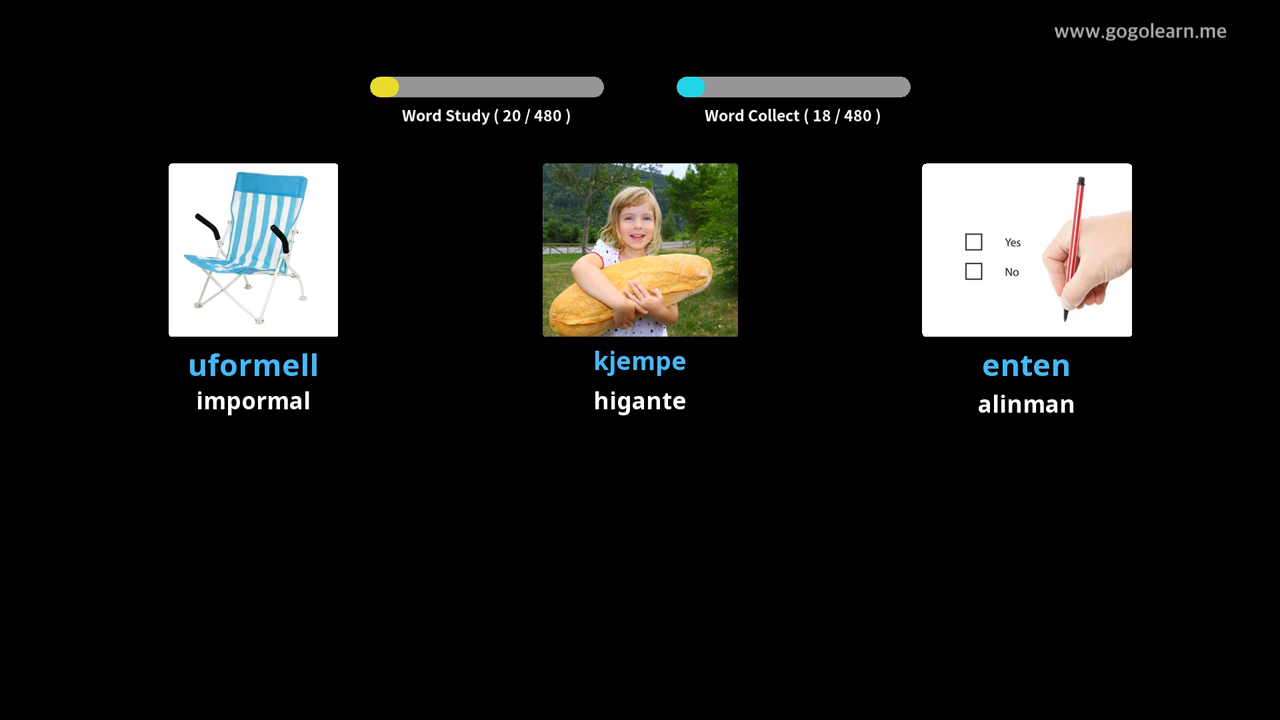 www.gogolearn.me
Word Study ( 20 / 480 )
Word Collect ( 18 / 480 )
Yes
No
uformell
impormal
kjempe
higante
enten
alinman